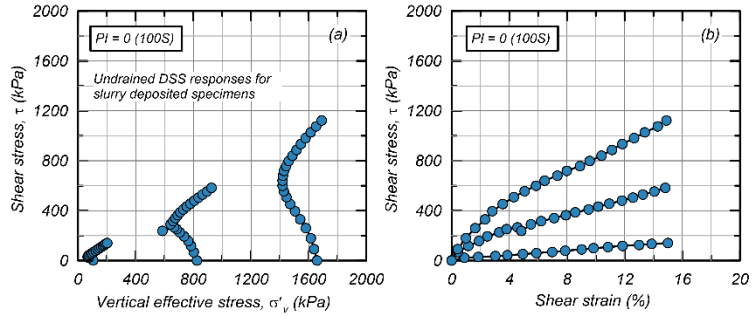 2000
1600
1200
800
400
0
Shear stress, τ (kPa)
PI = 0 (100S)
(a)
Undrained DSS responses for
slurry deposited specimens
0 400 800 1200 1600 2000
Vertical effective stress, σ'v (kPa)
2000
1600
1200
800
400
0
Shear stress, τ (kPa)
PI = 0 (100S)
(b)
0 4 8 12 16 20
Shear strain (%)